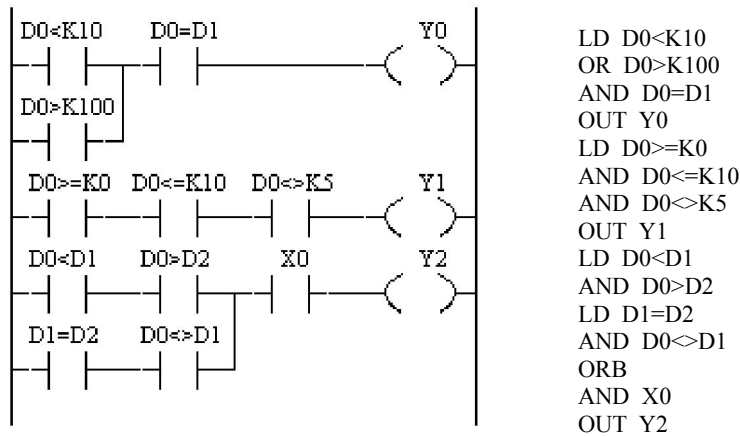 D0<K10 D0=D1 Y0
D0>K100
D0>=K0 D0<=K10 D0<>K5 Y1
D0<D1 D0>D2 X0 Y2
D1=D2 D0<>D1
LD D0<K10
OR D0>K100
AND D0=D1
OUT Y0
LD D0>=K0
AND D0<=K10
AND D0<>K5
OUT Y1
LD D0<D1
AND D0>D2
LD D1=D2
AND D0<>D1
ORB
AND X0
OUT Y2